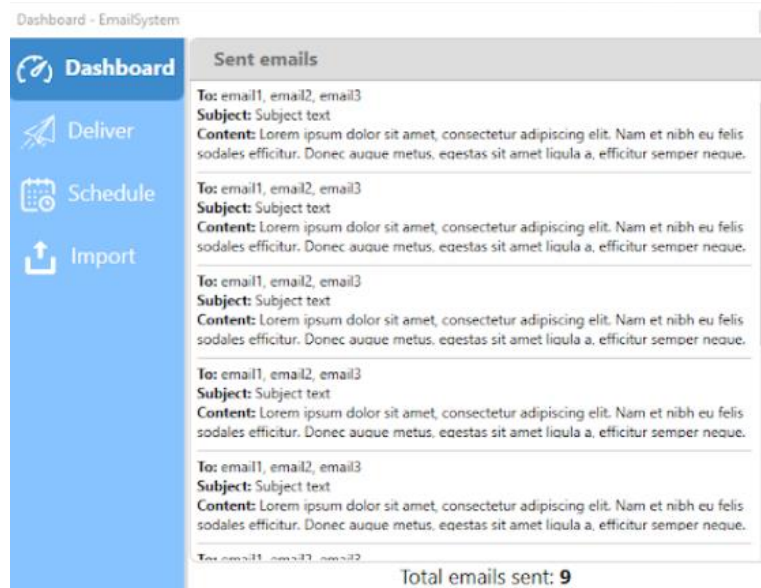 Dashboard - EmailSystem
Dashboard
Deliver
Schedule
Import
Sent emails
To: email1, email2, email3
Subject: Subject text
Content: Lorem ipsum dolor sit amet, consectetur adipiscing elit. Nam et nibh eu felis
sodales efficitur. Donec augue metus, egestas sit amet ligula a, efficitur semper neque.
To: email1, email2, email3
Subject: Subject text
Content: Lorem ipsum dolor sit amet, consectetur adipiscing elit. Nam et nibh eu felis
sodales efficitur. Donec augue metus, egestas sit amet ligula a, efficitur semper neque.
To: email1, email2, email3
Subject: Subject text
Content: Lorem ipsum dolor sit amet, consectetur adipiscing elit. Nam et nibh eu felis
sodales efficitur. Donec augue metus, egestas sit amet ligula a, efficitur semper neque.
To: email1, email2, email3
Subject: Subject text
Content: Lorem ipsum dolor sit amet, consectetur adipiscing elit. Nam et nibh eu felis
sodales efficitur. Donec augue metus, egestas sit amet ligula a, efficitur semper neque.
To: email1, email2, email3
Subject: Subject text
Content: Lorem ipsum dolor sit amet, consectetur adipiscing elit. Nam et nibh eu felis
sodales efficitur. Donec augue metus, egestas sit amet ligula a, efficitur semper neque.
To: email1, email2, email3
Total emails sent: 9